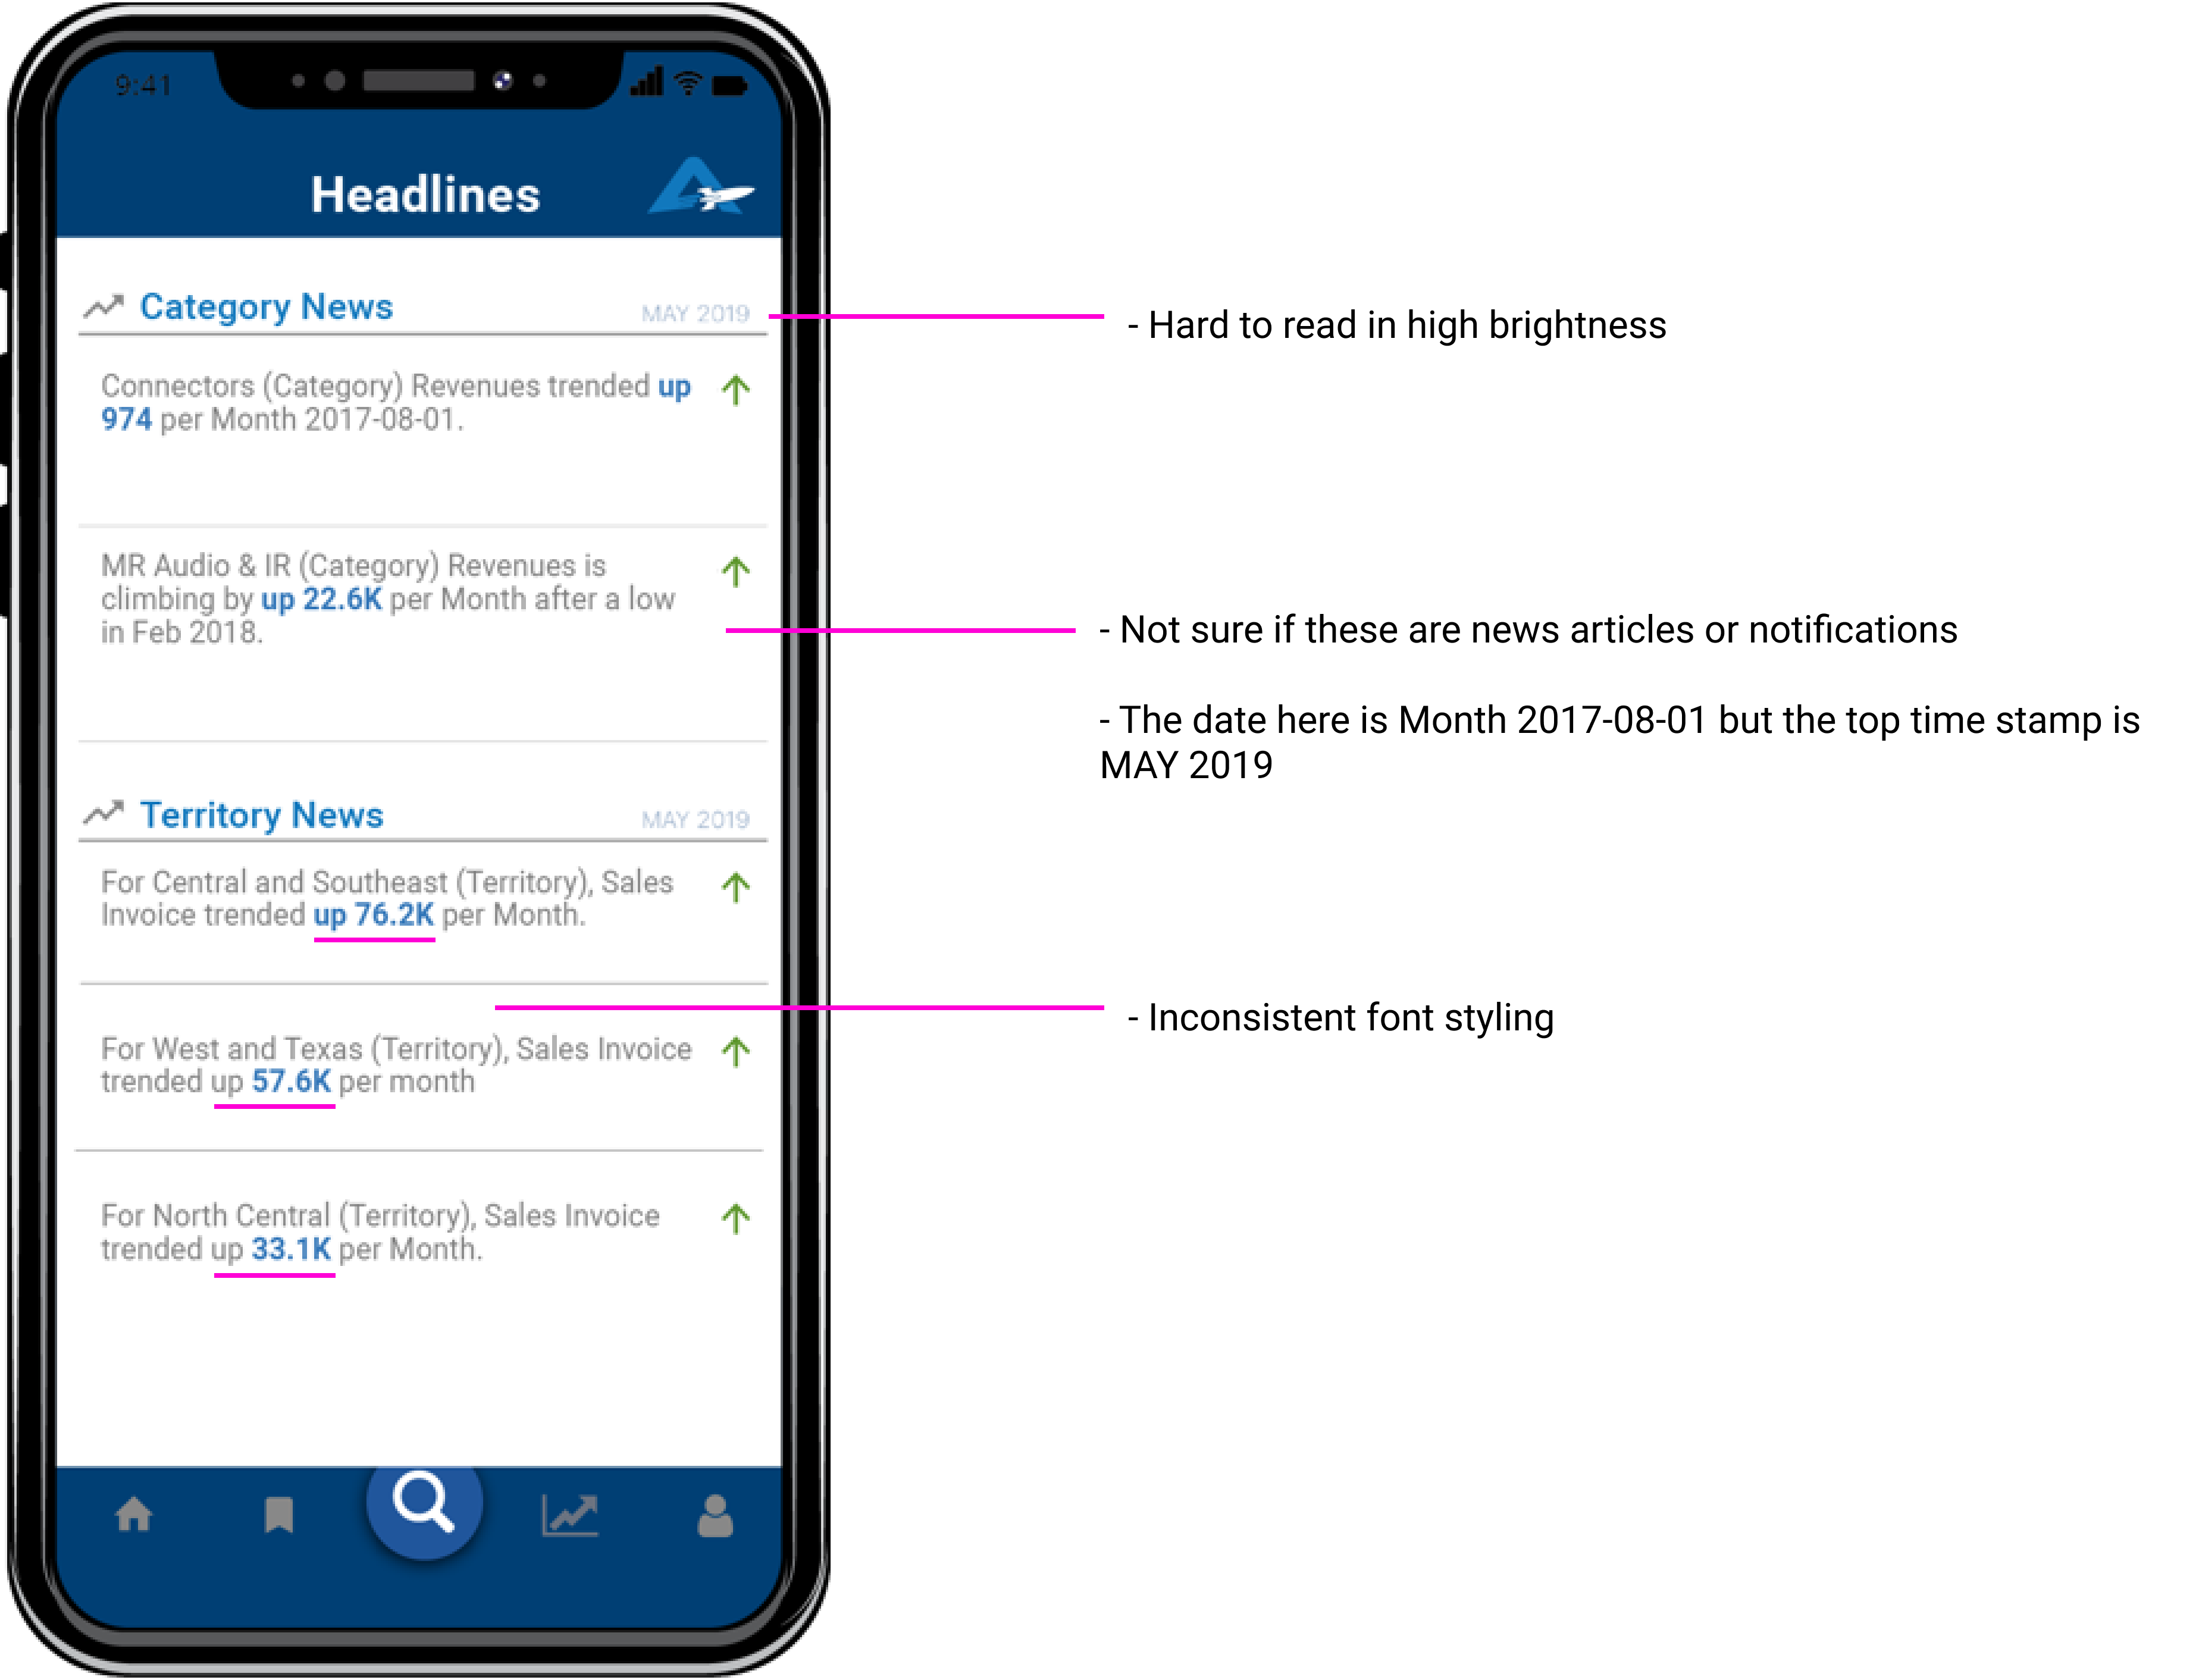 9:41
Headlines
Category News
MAY 2019
- Hard to read in high brightness
Connectors (Category) Revenues trended up
974 per Month 2017-08-01.
MR Audio & IR (Category) Revenues is
climbing by up 22.6K per Month after a low
in Feb 2018.
- Not sure if these are news articles or notifications
- The date here is Month 2017-08-01 but the top time stamp is
MAY 2019
Territory News
MAY 2019
For Central and Southeast (Territory), Sales
Invoice trended up 76.2K per Month.
- Inconsistent font styling
For West and Texas (Territory), Sales Invoice
trended up 57.6K per month
For North Central (Territory), Sales Invoice
trended up 33.1K per Month.